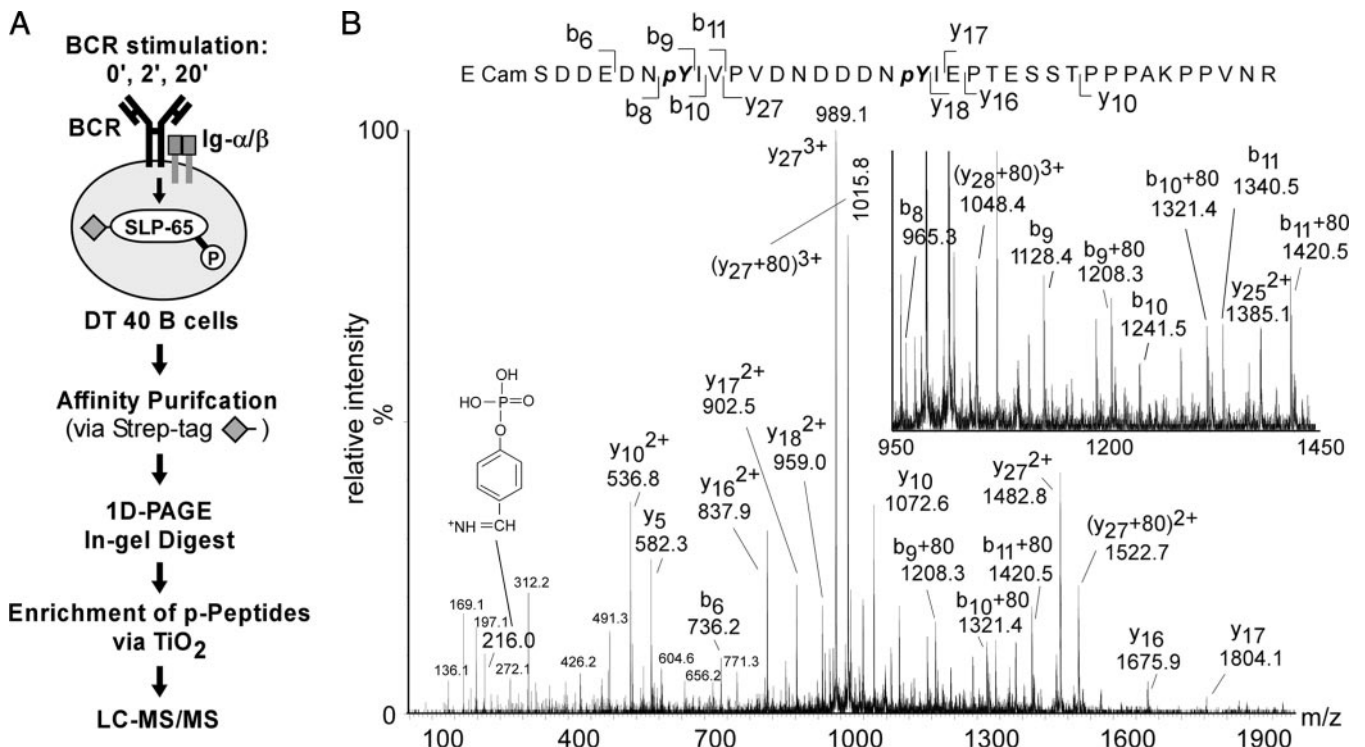 A
BCR stimulation:
0', 2', 20'
BCR
Ig-α/β
SLP-65
P
DT 40 B cells
Affinity Purifcation
(via Strep-tag )
1D-PAGE
In-gel Digest
Enrichment of p-Peptides
via TiO2
LC-MS/MS
B
b6 b9 b11 y17
E Cam S D D E D N pY I V P V D N D D D N pY I E P T E S S T P P P A K P P V N R
b8 b10 y27 y18 y16 y10
100
%
0
relative intensity
989.1
y27 3+
1015.8
(y27+80)3+
OH
HO P O
O
+NH CH
y10 2+
536.8
y5
582.3
y17 2+
902.5
y18 2+
959.0
y16 2+
837.9
b6
736.2
y10
1072.6
b9+80
1208.3
b10+80
1321.4
b11+80
1420.5
y27 2+
1482.8
(y27+80)2+
1522.7
y16
1675.9
y17
1804.1
136.1
169.1
197.1
216.0
272.1
312.2
426.2
491.3
604.6
656.2
771.3
b8
965.3
(y28+80)3+
1048.4
b9
1128.4
b9+80
1208.3
b10
1241.5
b10+80
1321.4
b11
1340.5
y25 2+
1385.1
b11+80
1420.5
950 1200 1450
100 400 700 1000 1300 1600 1900 m/z